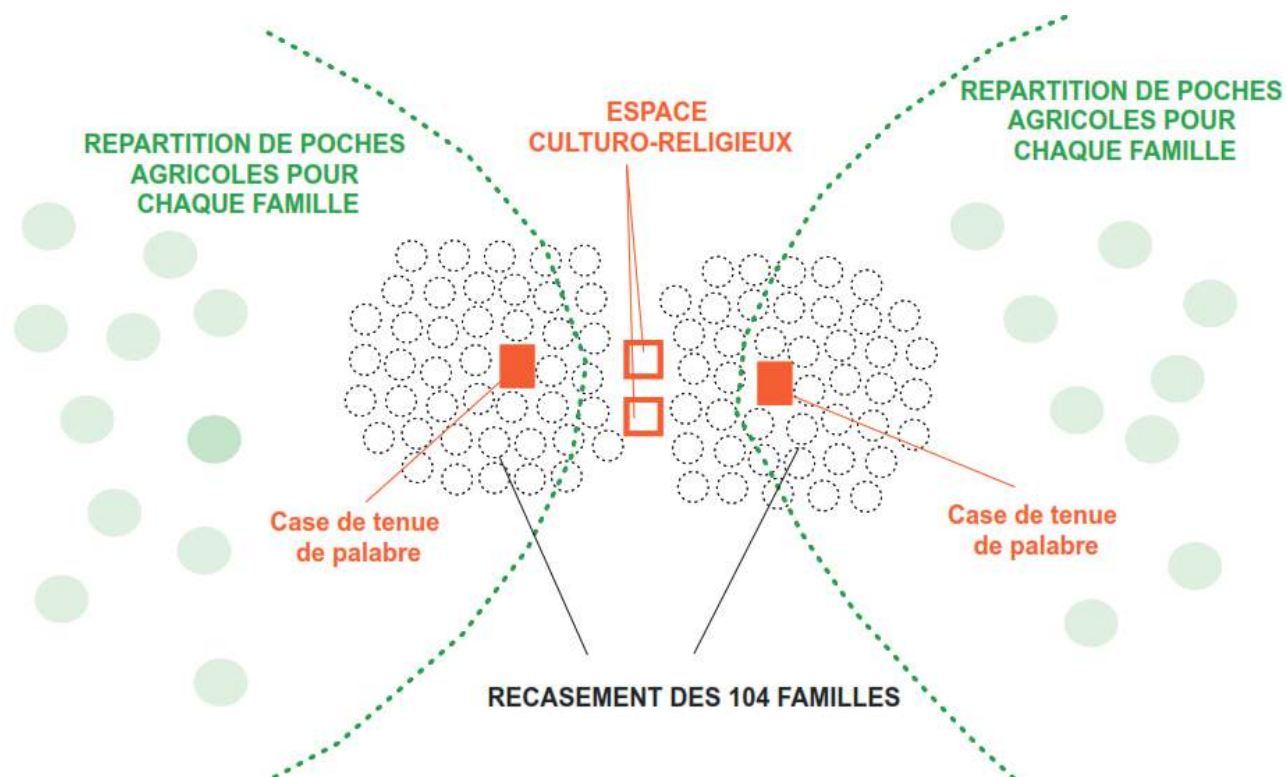 REPARTITION DE POCHES
AGRICOLES POUR
CHAQUE FAMILLE
ESPACE
CULTURO-RELIGIEUX
REPARTITION DE POCHES
AGRICOLES POUR
CHAQUE FAMILLE
Case de tenue
de palabre
Case de tenue
de palabre
RECASEMENT DES 104 FAMILLES